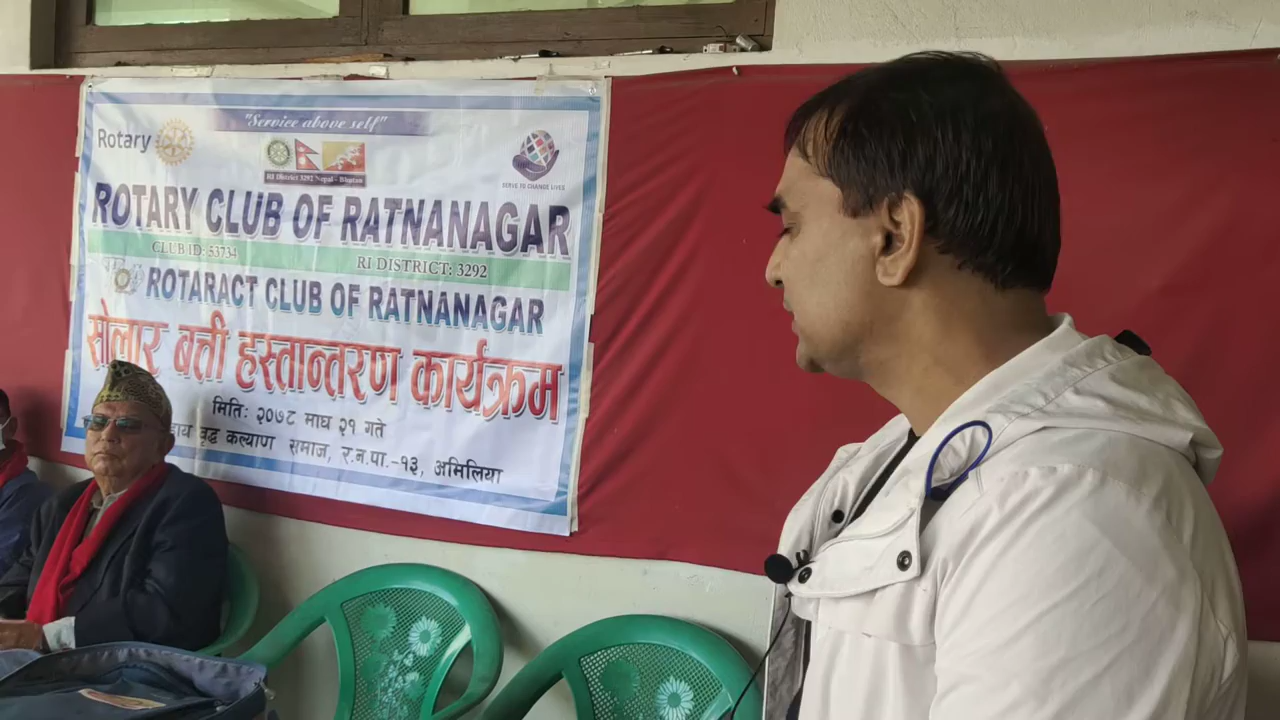 "Service above self"
Rotary
RI District 3292 Nepal - Bhutan
SERVE TO CHANGE LIVES
ROTARY CLUB OF RATNANAGAR
CLUB ID: 53734
RI DISTRICT: 3292
ROTARACT CLUB OF RATNANAGAR
सोलार बत्ती हस्तान्तरण कार्यक्रम
मितिः २०७८ माघ २१ गते
वृद्ध कल्याण समाज, र.न.पा.-१३, अमिलिया